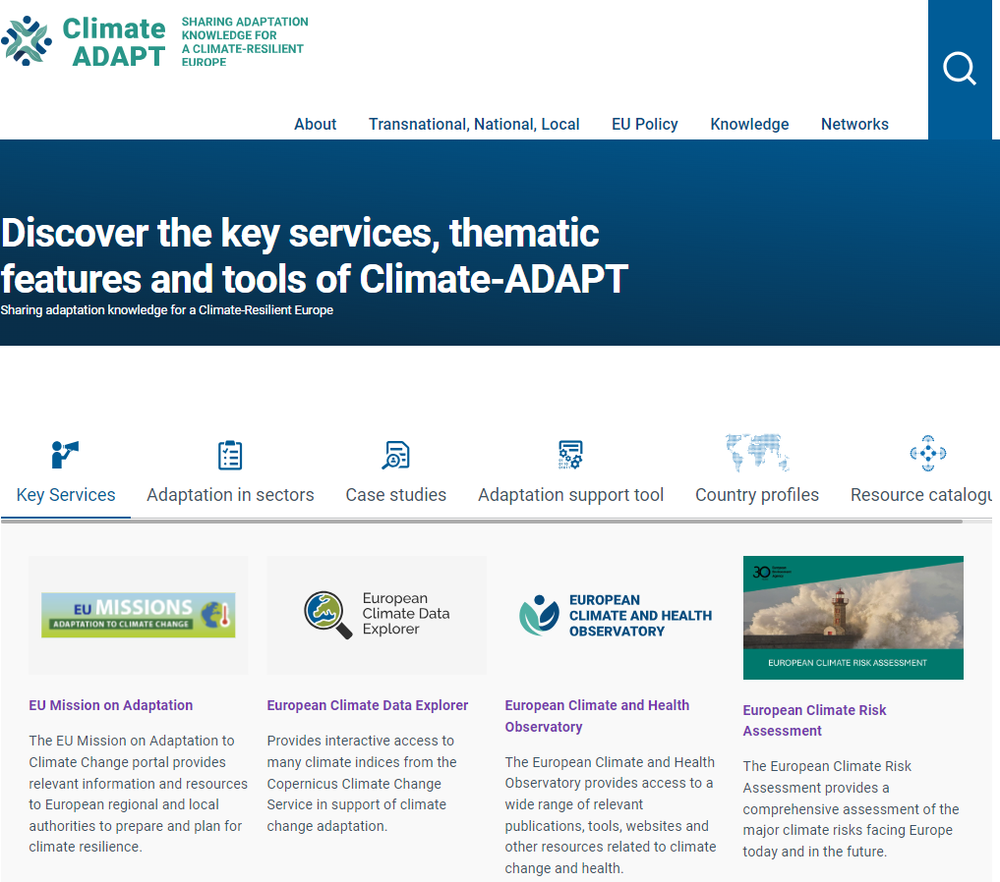 Climate
ADAPT
SHARING ADAPTATION
KNOWLEDGE FOR
A CLIMATE-RESILIENT
EUROPE
About
Transnational, National, Local
EU Policy
Knowledge
Networks
Discover the key services, thematic
features and tools of Climate-ADAPT
Sharing adaptation knowledge for a Climate-Resilient Europe
Key Services
Adaptation in sectors
Case studies
Adaptation support tool
Country profiles
Resource catalogu
EU MISSIONS
ADAPTATION TO CLIMATE CHANGE
EU Mission on Adaptation
The EU Mission on Adaptation to
Climate Change portal provides
relevant information and resources
to European regional and local
authorities to prepare and plan for
climate resilience.
European
Climate Data
Explorer
European Climate Data Explorer
Provides interactive access to
many climate indices from the
Copernicus Climate Change
Service in support of climate
change adaptation.
EUROPEAN
CLIMATE AND HEALTH
OBSERVATORY
European Climate and Health
Observatory
The European Climate and Health
Observatory provides access to a
wide range of relevant
publications, tools, websites and
other resources related to climate
change and health.
30
EUROPEAN CLIMATE RISK ASSESSMENT
European Climate Risk
Assessment
The European Climate Risk
Assessment provides a
comprehensive assessment of the
major climate risks facing Europe
today and in the future.